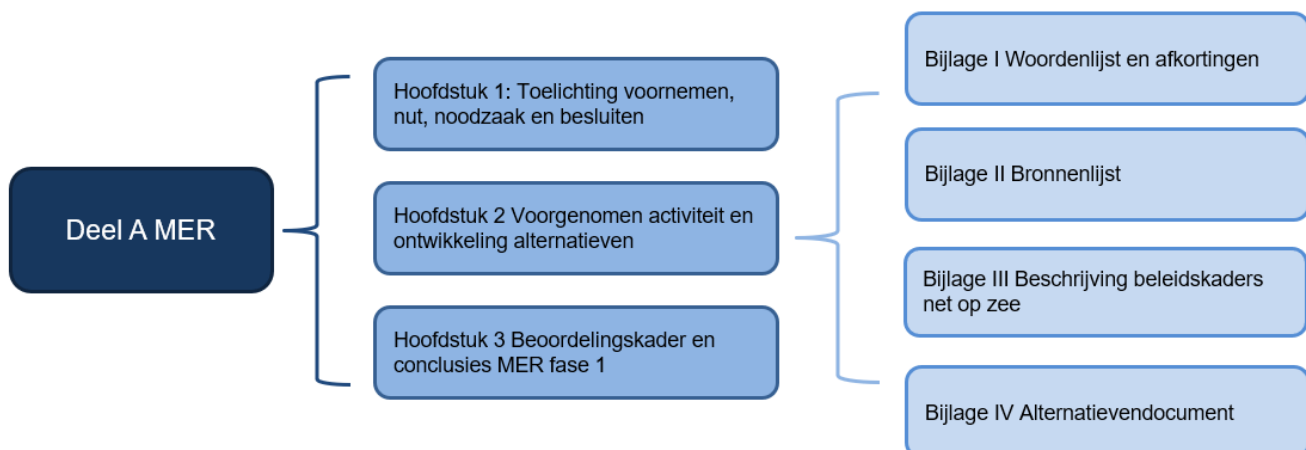 Deel A MER
Hoofdstuk 1: Toelichting voornemen,
nut, noodzaak en besluiten
Hoofdstuk 2 Voorgenomen activiteit en
ontwikkeling alternatieven
Hoofdstuk 3 Beoordelingskader en
conclusies MER fase 1
Bijlage I Woordenlijst en afkortingen
Bijlage II Bronnenlijst
Bijlage III Beschrijving beleidskaders
net op zee
Bijlage IV Alternatievendocument